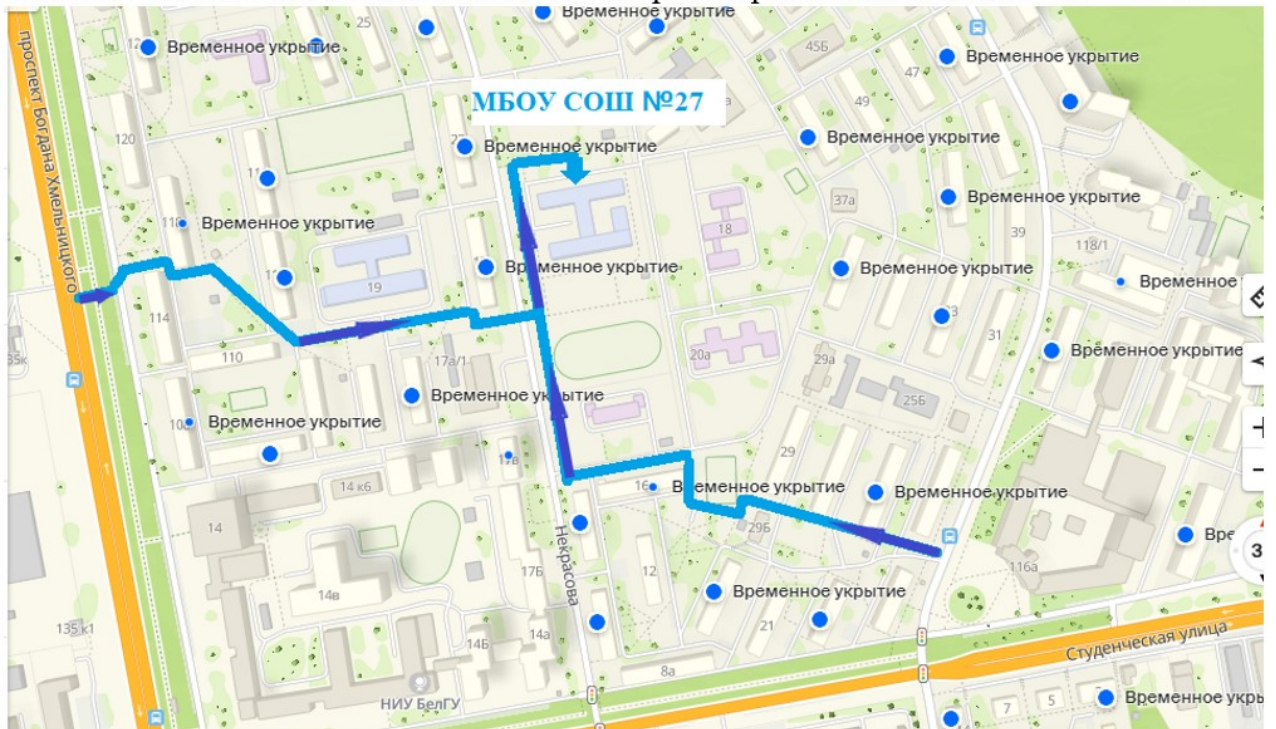 Временное укрытие
25
Временное укрытие
45Б
Временное укрытие
47
49
МБОУ СОШ №27
120
Временное укрытие
Временное укрытие
проспект Богдана Хмельницкого
Временное укрытие
37а
18
Временное укрытие
39
118/1
Временное укрытие
Временное укрытие
Временное
19
114
31
110
17а/1
20а
29а
Временное укрытие
Временное укрытие
25Б
Временное укрытие
29
14 к6
Временное укрытие
Временное укрытие
14
29Б
Некрасова
17Б
12
116а
14в
Временное укрытие
135 к1
14Б
14а
21
8а
Студенческая улица
НИУ БелГУ
7
5
Временное укры
3